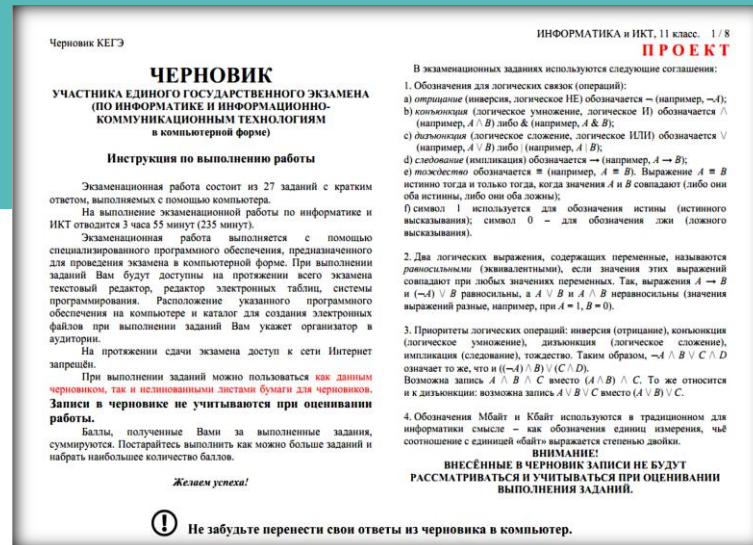 Черновик КЕГЭ
ЧЕРНОВИК
УЧАСТНИКА ЕДИНОГО ГОСУДАРСТВЕННОГО ЭКЗАМЕНА
(ПО ИНФОРМАТИКЕ И ИНФОРМАЦИОННО-
КОММУНИКАЦИОННЫМ ТЕХНОЛОГИЯМ
в компьютерной форме)
Инструкция по выполнению работы
Экзаменационная работа состоит из 27 заданий с кратким
ответом, выполняемых с помощью компьютера.
На выполнение экзаменационной работы по информатике и
ИКТ отводится 3 часа 55 минут (235 минут).
Экзаменационная работа выполняется с помощью
специализированного программного обеспечения, предназначенного
для проведения экзамена в компьютерной форме. При выполнении
заданий Вам будут доступны на протяжении всего экзамена
текстовый редактор, редактор электронных таблиц, системы
программирования. Расположение указанного программного
обеспечения на компьютере и каталог для создания электронных
файлов при выполнении заданий Вам укажет организатор в
аудитории.
На протяжении сдачи экзамена доступ к сети Интернет
запрещён.
При выполнении заданий можно пользоваться как данным
черновиком, так и нелинованными листами бумаги для черновиков.
Записи в черновике не учитываются при оценивании
работы.
Баллы, полученные Вами за выполненные задания,
суммируются. Постарайтесь выполнить как можно больше заданий и
набрать наибольшее количество баллов.
Желаем успеха!
ИНФОРМАТИКА и ИКТ, 11 класс. 1 / 8
ПРОЕКТ
В экзаменационных заданиях используются следующие соглашения:
1. Обозначения для логических связок (операций):
a) отрицание (инверсия, логическое НЕ) обозначается ¬ (например, ¬A);
b) конъюнкция (логическое умножение, логическое И) обозначается ∧
(например, A ∧ B) либо & (например, A & B);
c) дизъюнкция (логическое сложение, логическое ИЛИ) обозначается ∨
(например, A ∨ B) либо | (например, A | B);
d) следование (импликация) обозначается → (например, A → B);
e) тождество обозначается ≡ (например, A ≡ B). Выражение A ≡ B
истинно тогда и только тогда, когда значения A и B совпадают (либо они
оба истинны, либо они оба ложны);
f) символ 1 используется для обозначения истины (истинного
высказывания); символ 0 – для обозначения лжи (ложного
высказывания).
2. Два логических выражения, содержащих переменные, называются
равносильными (эквивалентными), если значения этих выражений
совпадают при любых значениях переменных. Так, выражения A → B
и (¬A) ∨ B равносильны, а A ∨ B и A ∧ B неравносильны (значения
выражений разные, например, при A = 1, B = 0).
3. Приоритеты логических операций: инверсия (отрицание), конъюнкция
(логическое умножение), дизъюнкция (логическое сложение),
импликация (следование), тождество. Таким образом, ¬A ∧ B ∨ C ∧ D
означает то же, что и ((¬A) ∧ B) ∨ (C ∧ D).
Возможна запись A ∧ B ∧ C вместо (A ∧ B) ∧ C. То же относится
и к дизъюнкции: возможна запись A ∨ B ∨ C вместо (A ∨ B) ∨ C.
4. Обозначения Мбайт и Кбайт используются в традиционном для
информатики смысле – как обозначения единиц измерения, чьё
соотношение с единицей «байт» выражается степенью двойки.
ВНИМАНИЕ!
ВНЕСЁННЫЕ В ЧЕРНОВИК ЗАПИСИ НЕ БУДУТ
РАССМАТРИВАТЬСЯ И УЧИТЫВАТЬСЯ ПРИ ОЦЕНИВАНИИ
ВЫПОЛНЕНИЯ ЗАДАНИЙ.
Не забудьте перенести свои ответы из черновика в компьютер.